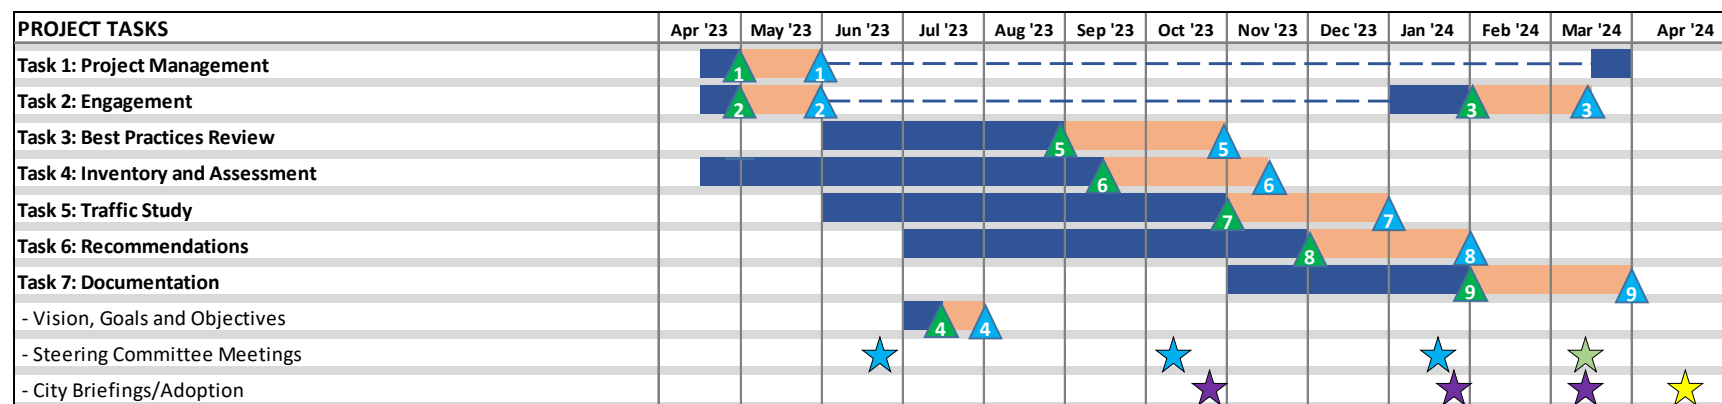 PROJECT TASKS Apr '23 May '23 Jun '23 Jul '23 Aug '23 Sep '23 Oct '23 Nov '23 Dec '23 Jan '24 Feb '24 Mar '24 Apr '24
Task 1: Project Management 1 1
Task 2: Engagement 2 2 3 3
Task 3: Best Practices Review 5 5
Task 4: Inventory and Assessment 6 6
Task 5: Traffic Study 7 7
Task 6: Recommendations 8 8
Task 7: Documentation 9 9
- Vision, Goals and Objectives 4 4
- Steering Committee Meetings
- City Briefings/Adoption